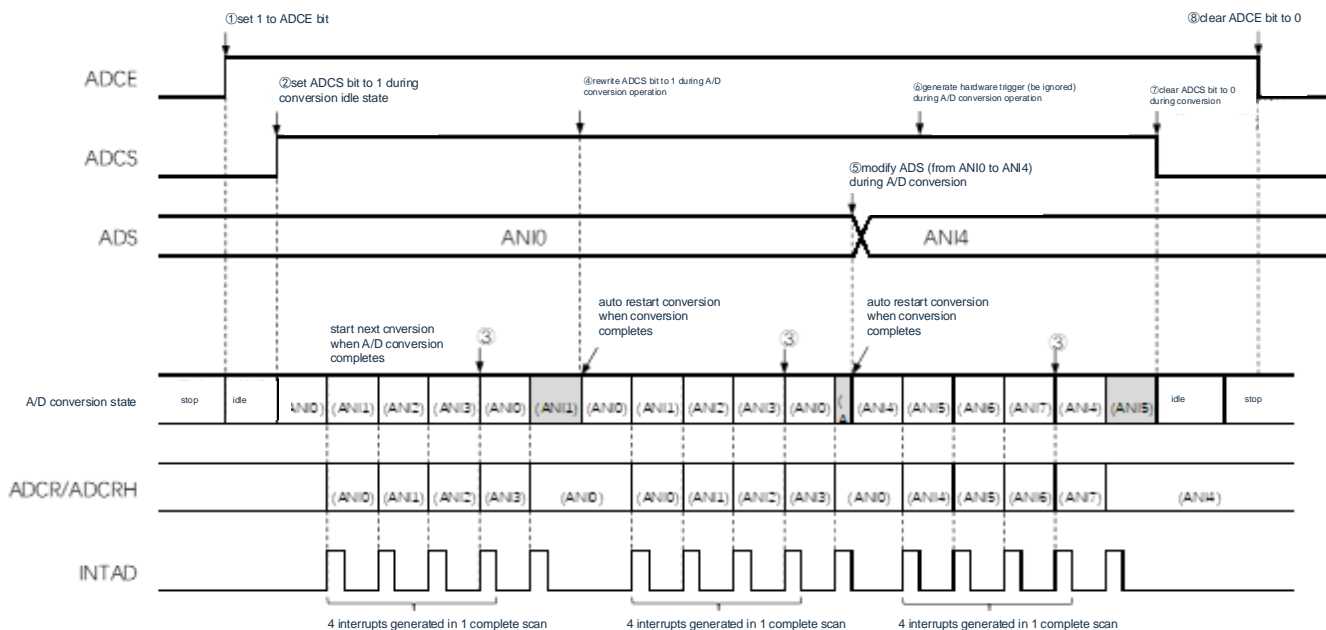 ①set 1 to ADCE bit
⑧clear ADCE bit to 0
ADCE
②set ADCS bit to 1 during
conversion idle state
④rewrite ADCS bit to 1 during A/D
conversion operation
⑥generate hardware trigger (be ignored)
during A/D conversion operation
⑦clear ADCS bit to 0
during conversion
ADCS
⑤modify ADS (from ANI0 to ANI4)
during A/D conversion
ADS
ANI0
ANI4
start next cnversion
when A/D conversion
completes
③
auto restart conversion
when conversion
completes
③
auto restart conversion
when conversion
completes
③
A/D conversion state
stop idle ANI0) (ANI1) (ANI2) (ANI3) (ANI0) (ANI1) (ANI0) (ANI1) (ANI2) (ANI3) (ANI0) (A (ANI4) (ANI5) (ANI6) (ANI7) (ANI4) (ANI5) idle stop
ADCR/ADCRH
(ANI0) (ANI1) (ANI2) (ANI3) (ANI0) (ANI0) (ANI1) (ANI2) (ANI3) (ANI0) (ANI4) (ANI5) (ANI6) (ANI7) (ANI4)
INTAD
4 interrupts generated in 1 complete scan
4 interrupts generated in 1 complete scan
4 interrupts generated in 1 complete scan